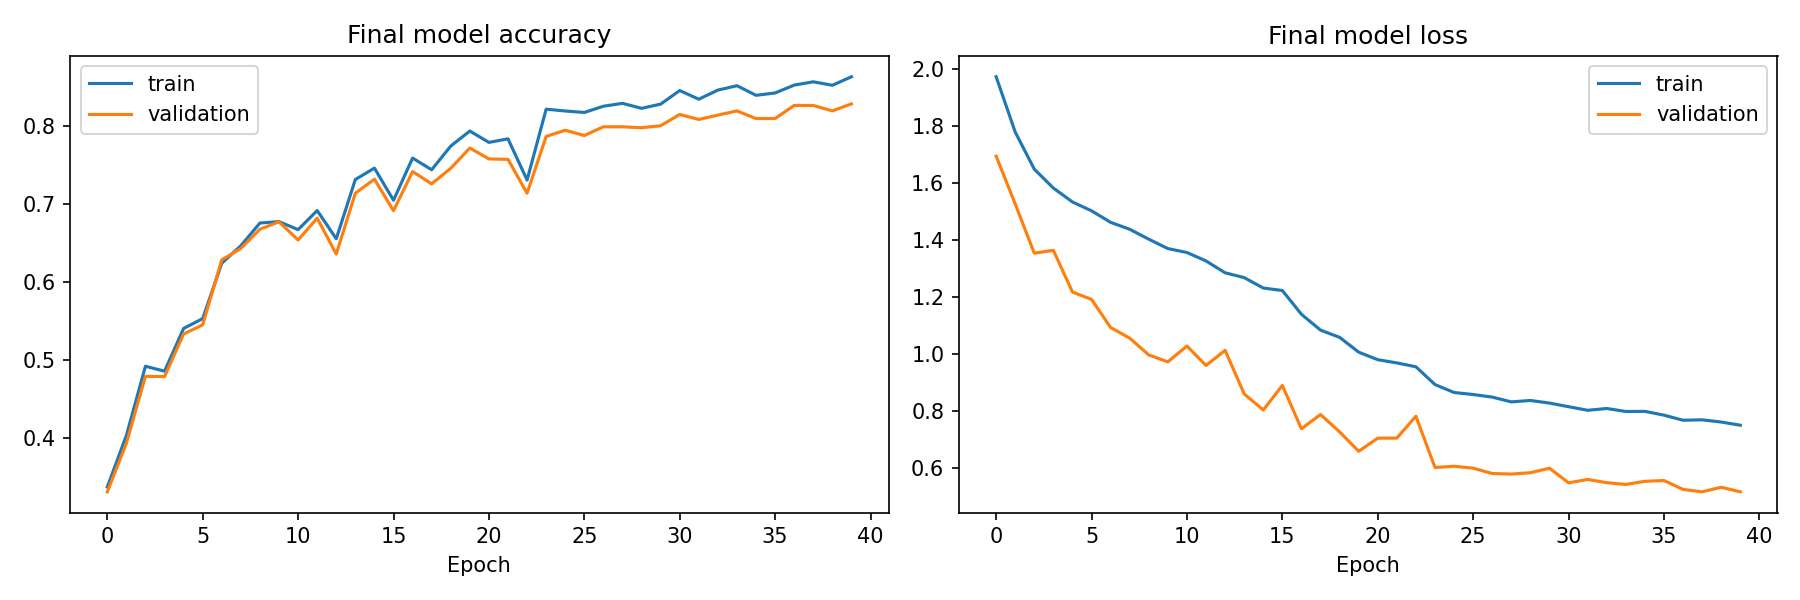 Final model accuracy
train
validation
0.8
0.7
0.6
0.5
0.4
0 5 10 15 20 25 30 35 40
Epoch
Final model loss
train
validation
2.0
1.8
1.6
1.4
1.2
1.0
0.8
0.6
0 5 10 15 20 25 30 35 40
Epoch